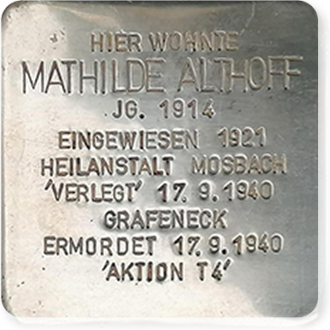 HIER WOHNTE
MATHILDE ALTHOFF
JG. 1914
EINGEWIESEN 1921
HEILANSTALT MOSBACH
'VERLEGT' 17.9.1940
GRAFENECK
ERMORDET 17.9.1940
'AKTION T4'